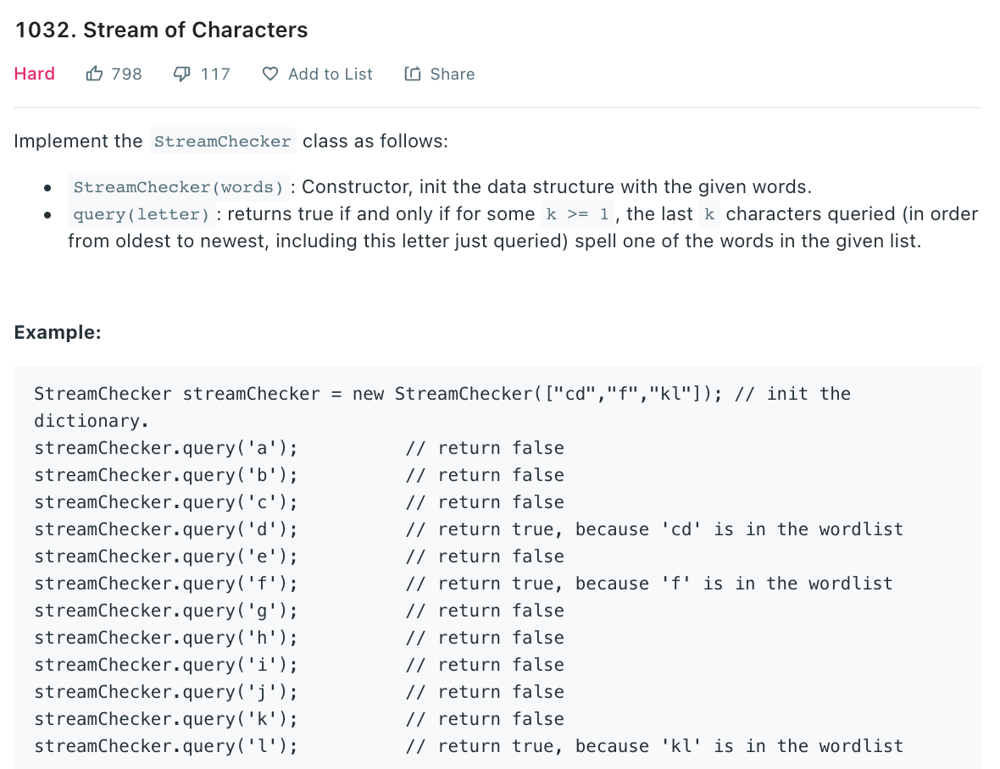 1032. Stream of Characters
Hard 798 117 Add to List Share
Implement the StreamChecker class as follows:
• StreamChecker(words): Constructor, init the data structure with the given words.
• query(letter): returns true if and only if for some k >= 1, the last k characters queried (in order
from oldest to newest, including this letter just queried) spell one of the words in the given list.
Example:
StreamChecker streamChecker = new StreamChecker(["cd","f","kl"]); // init the
dictionary.
streamChecker.query('a');          // return false
streamChecker.query('b');          // return false
streamChecker.query('c');          // return false
streamChecker.query('d');          // return true, because 'cd' is in the wordlist
streamChecker.query('e');          // return false
streamChecker.query('f');          // return true, because 'f' is in the wordlist
streamChecker.query('g');          // return false
streamChecker.query('h');          // return false
streamChecker.query('i');          // return false
streamChecker.query('j');          // return false
streamChecker.query('k');          // return false
streamChecker.query('l');          // return true, because 'kl' is in the wordlist